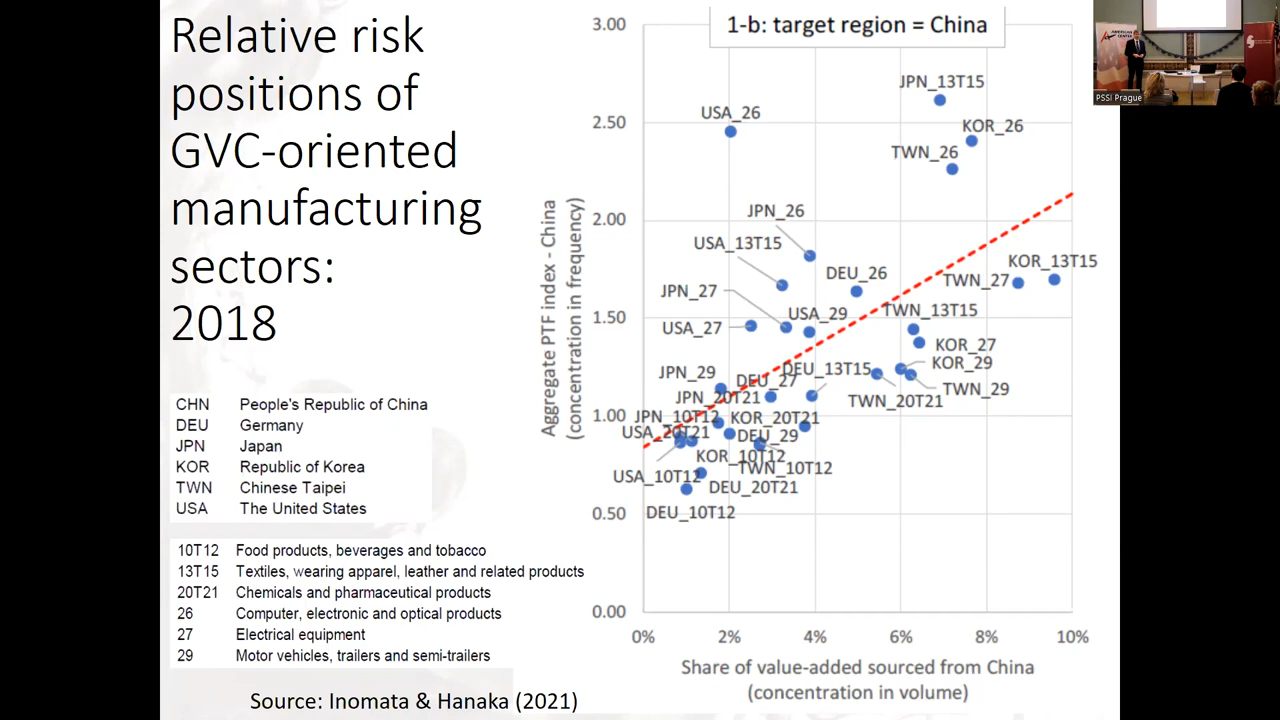 Relative risk
positions of
GVC-oriented
manufacturing
sectors:
2018
CHN People's Republic of China
DEU Germany
JPN Japan
KOR Republic of Korea
TWN Chinese Taipei
USA The United States
10T12 Food products, beverages and tobacco
13T15 Textiles, wearing apparel, leather and related products
20T21 Chemicals and pharmaceutical products
26 Computer, electronic and optical products
27 Electrical equipment
29 Motor vehicles, trailers and semi-trailers
Source: Inomata & Hanaka (2021)
1-b: target region = China
Aggregate PTF index - China
(concentration in frequency)
3.00
2.50
2.00
1.50
1.00
0.50
0.00
JPN_13T15
USA_26
KOR_26
TWN_26
JPN_26
USA_13T15
KOR_13T15
DEU_26
TWN_27
JPN_27
USA_29
TWN_13T15
USA_27
KOR_27
KOR_29
DEU_13T15
JPN_29
DEU_27
TWN_29
JPN_20T21
TWN_20T21
JPN_10T12
KOR_20T21
USA_20T21
DEU_29
KOR_10T12
TWN_10T12
USA_10T12
DEU_20T21
DEU_10T12
0% 2% 4% 6% 8% 10%
Share of value-added sourced from China
(concentration in volume)
AMERICAN
CENTER
PSSI Prague